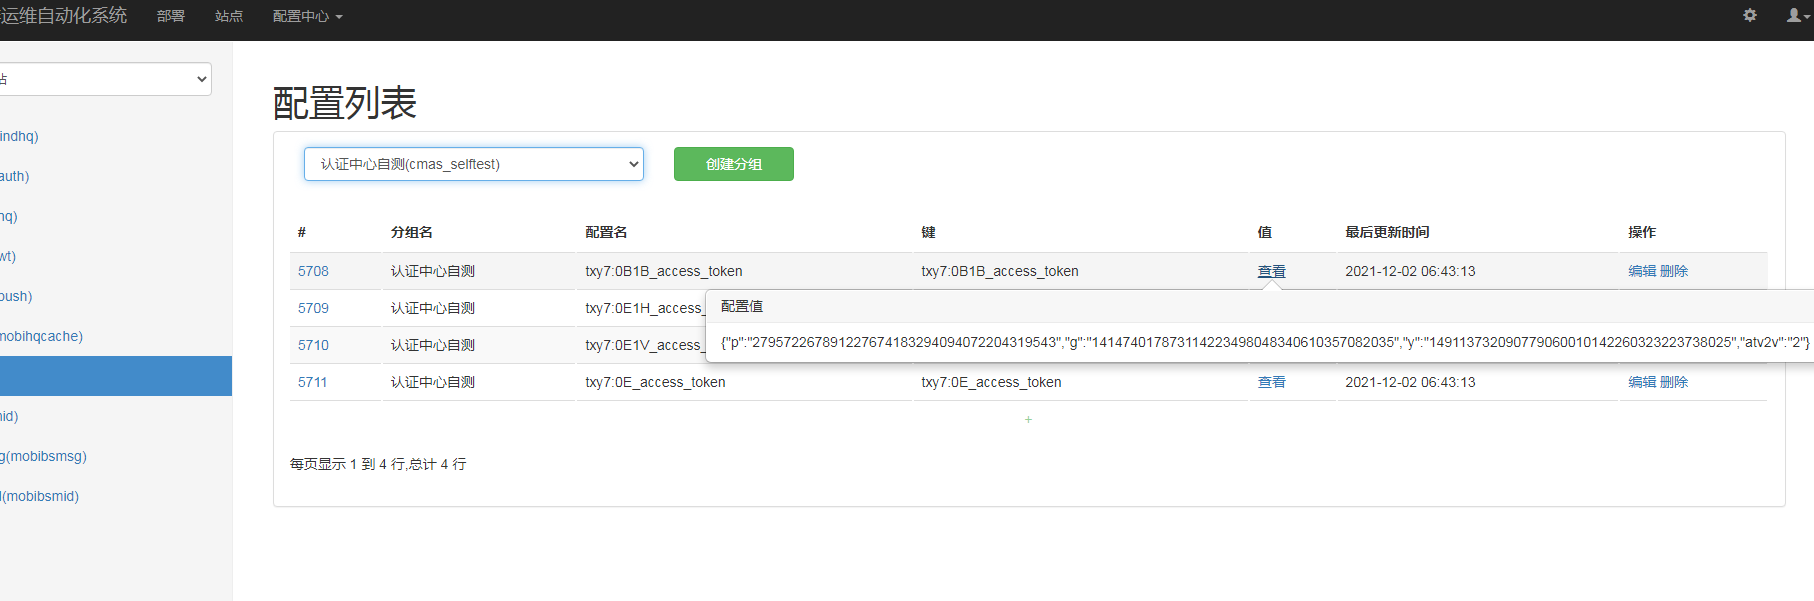 运维自动化系统 部署 站点 配置中心
站
indhq)
auth)
hq)
wt)
push)
mobihqcache)
nid)
g(mobibsmsg)
l(mobibsmid)
配置列表
认证中心自测(cmas_selftest) 创建分组
# 分组名 配置名 键 值 最后更新时间 操作
5708 认证中心自测 txy7:0B1B_access_token txy7:0B1B_access_token 查看 2021-12-02 06:43:13 编辑 删除
5709 认证中心自测 txy7:0E1H_access_
配置值
{"p":"279572267891227674183294094072204319543","g":"141474017873114223498048340610357082035","y":"149113732090779060010142260323223738025","atv2v":"2"}
5710 认证中心自测 txy7:0E1V_access_
5711 认证中心自测 txy7:0E_access_token txy7:0E_access_token 查看 2021-12-02 06:43:13 编辑 删除
+
每页显示 1 到 4 行,总计 4 行